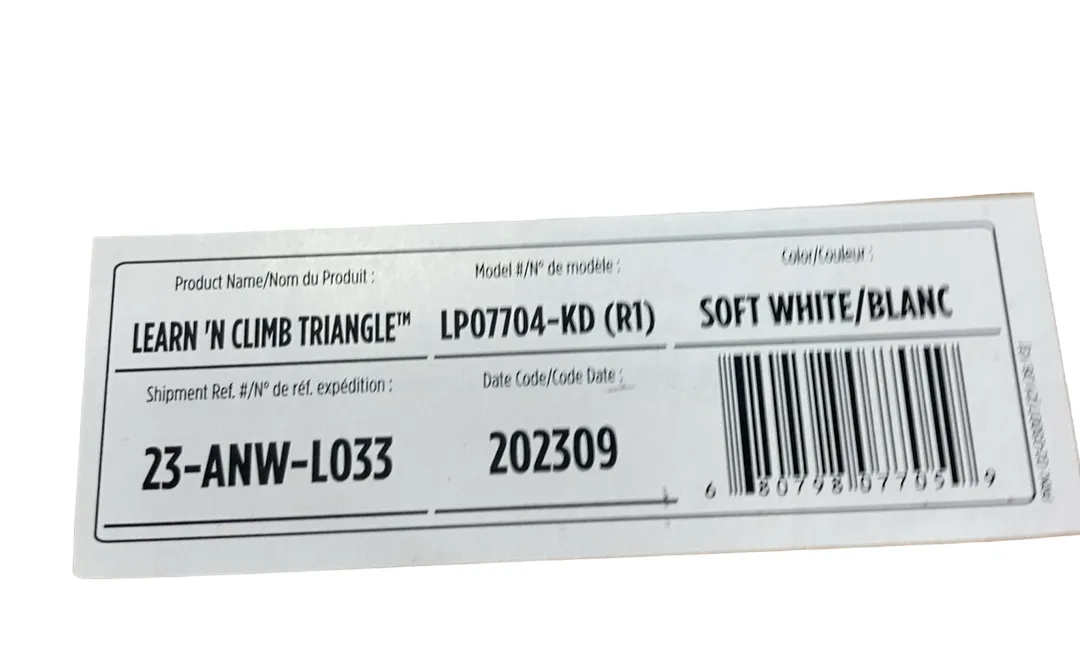 Product Name/Nom du Produit :
LEARN 'N CLIMB TRIANGLE™
Model #/N° de modèle :
LP07704-KD (R1)
Color/Couleur :
SOFT WHITE/BLANC
Shipment Ref. #/N° de réf. expédition :
23-ANW-L033
Date Code/Code Date :
202309
6 80798 07705 9